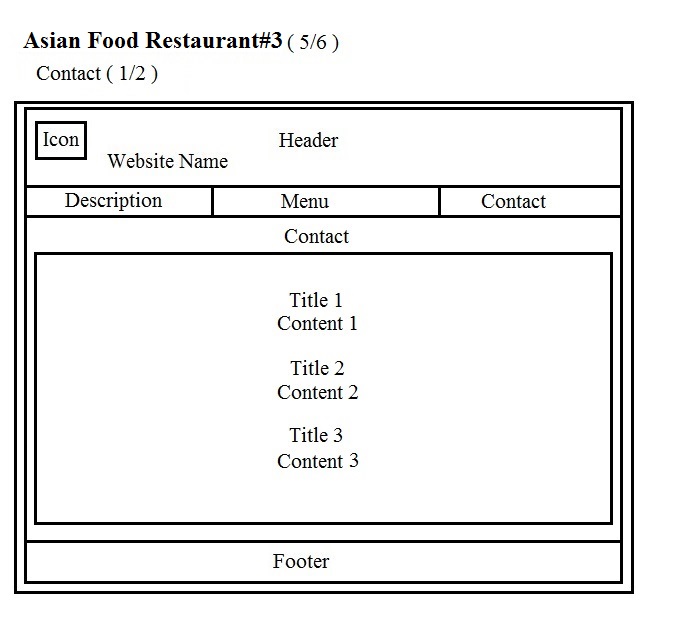 Asian Food Restaurant#3 ( 5/6 )
Contact ( 1/2 )
Icon
Header
Website Name
Description Menu Contact
Contact
Title 1
Content 1
Title 2
Content 2
Title 3
Content 3
Footer